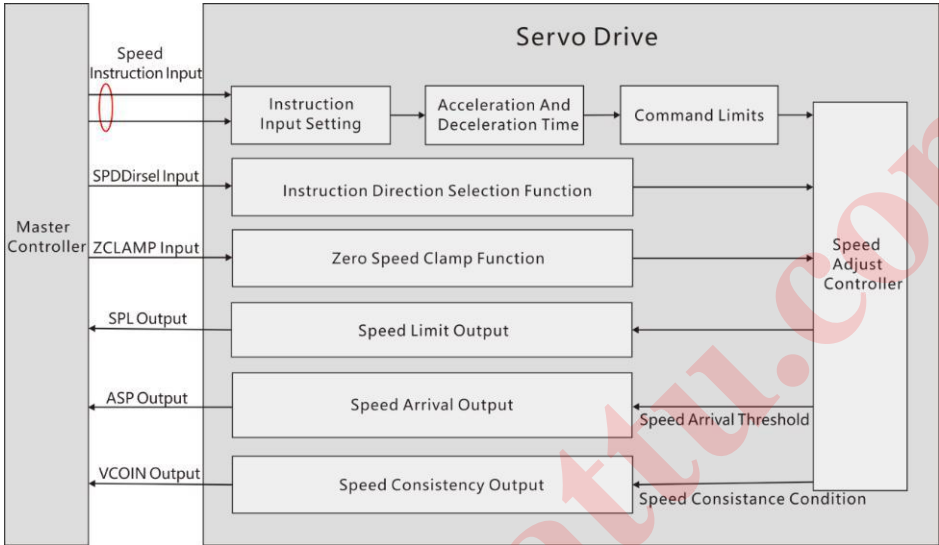 Servo Drive
Speed
Instruction Input
Instruction
Input Setting
Acceleration And
Deceleration Time
Command Limits
SPDDirsel Input
Instruction Direction Selection Function
Master
Controller
ZCLAMP Input
Zero Speed Clamp Function
Speed
Adjust
Controller
SPL Output
Speed Limit Output
ASP Output
Speed Arrival Output
Speed Arrival Threshold
VCOIN Output
Speed Consistency Output
Speed Consistance Condition
attu.com